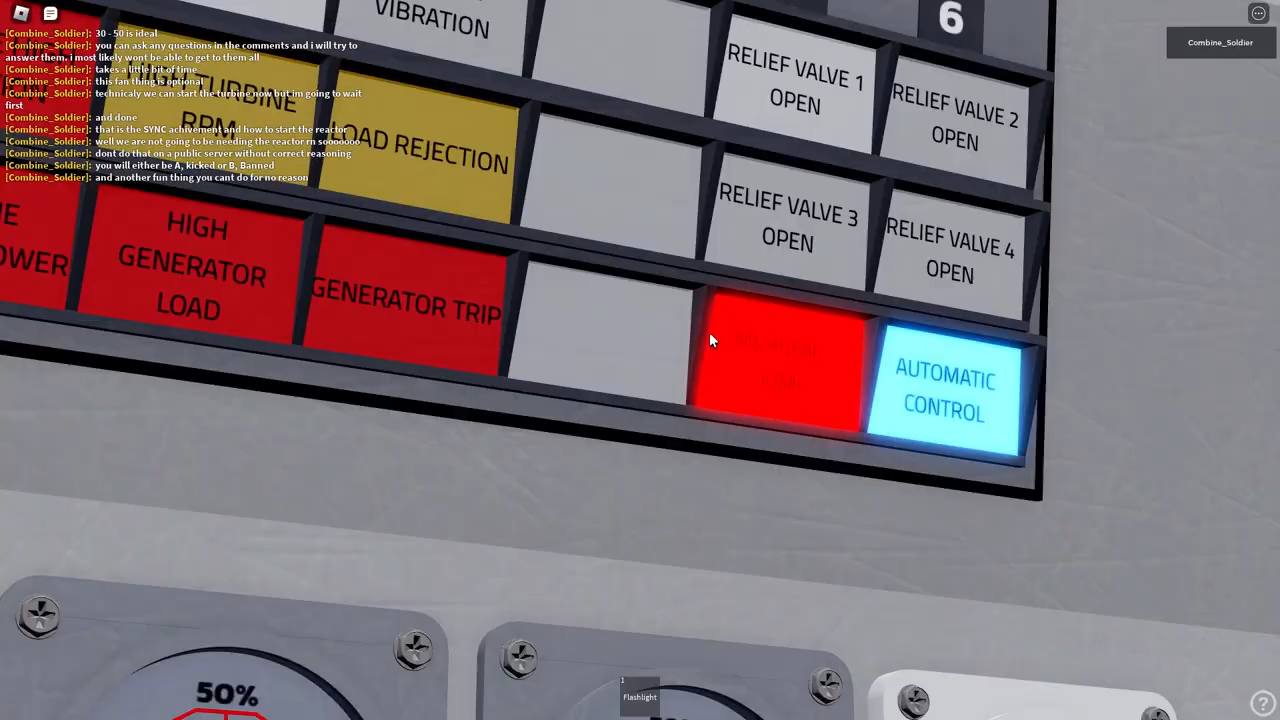 [Combine_Soldier]: 30 - 50 is ideal
[Combine_Soldier]: you can ask any questions in the comments and i will try to
answer them. i most likely wont be able to get to them all
[Combine_Soldier]: takes a little bit of time
[Combine_Soldier]: this fan thing is optional
[Combine_Soldier]: technicaly we can start the turbine now but im going to wait
first
[Combine_Soldier]: and done
[Combine_Soldier]: that is the SYNC achivement and how to start the reactor
[Combine_Soldier]: well we are not going to be needing the reactor rn sooooooo
[Combine_Soldier]: dont do that on a public server without correct reasoning
[Combine_Soldier]: you will either be A, kicked or B, Banned
[Combine_Soldier]: and another fun thing you cant do for no reason
Combine_Soldier
VIBRATION
6
TURBINE
RPM
LOAD REJECTION
RELIEF VALVE 1
OPEN
RELIEF VALVE 2
OPEN
RELIEF VALVE 3
OPEN
RELIEF VALVE 4
OPEN
HIGH
GENERATOR
LOAD
GENERATOR TRIP
AUTOMATIC
CONTROL
50%
1
Flashlight
?